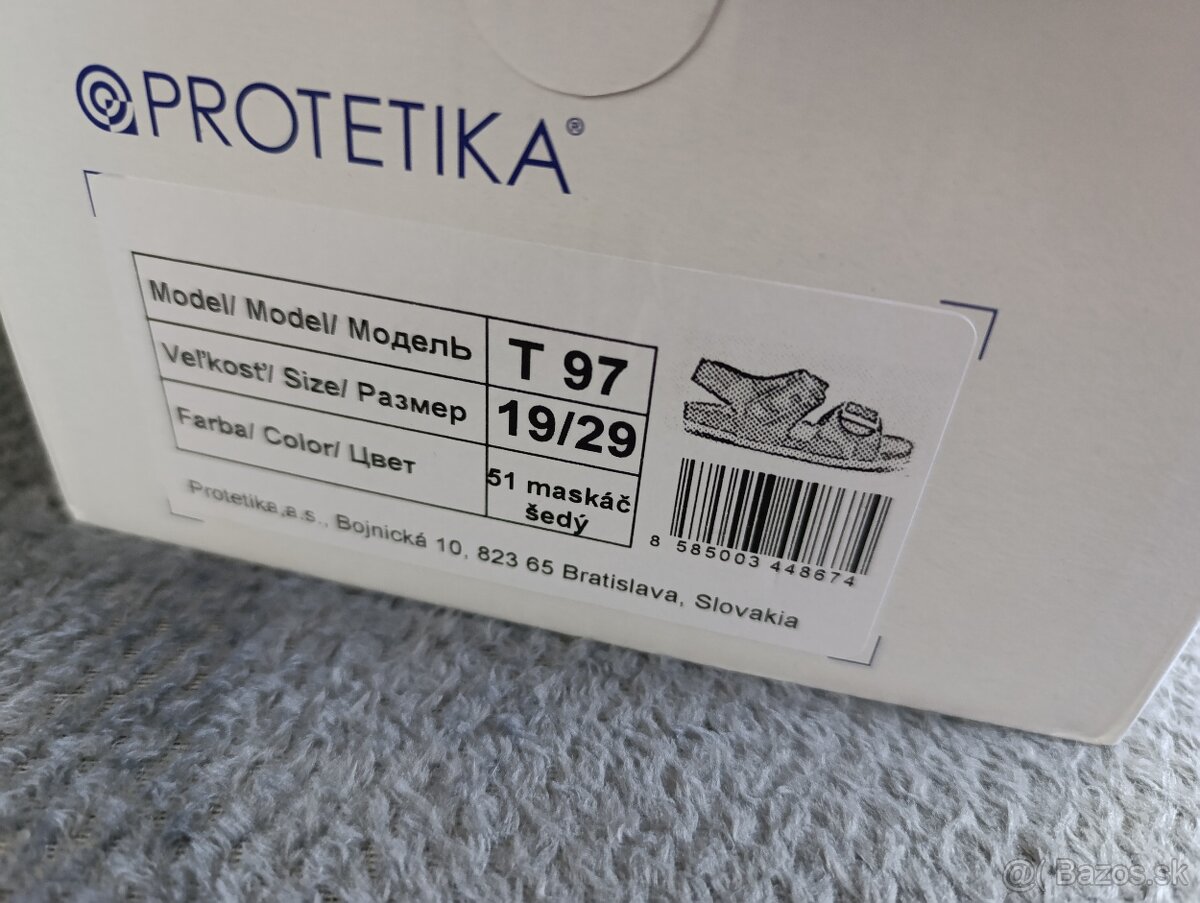 PROTETIKA®
Model/ Model/ Модель T 97
Veľkosť/ Size/ Размер 19/29
Farba/ Color/ Цвет 51 maskáč
šedý
8 585003 448674
Protetika,a.s., Bojnická 10, 823 65 Bratislava, Slovakia
@( Bazos.sk